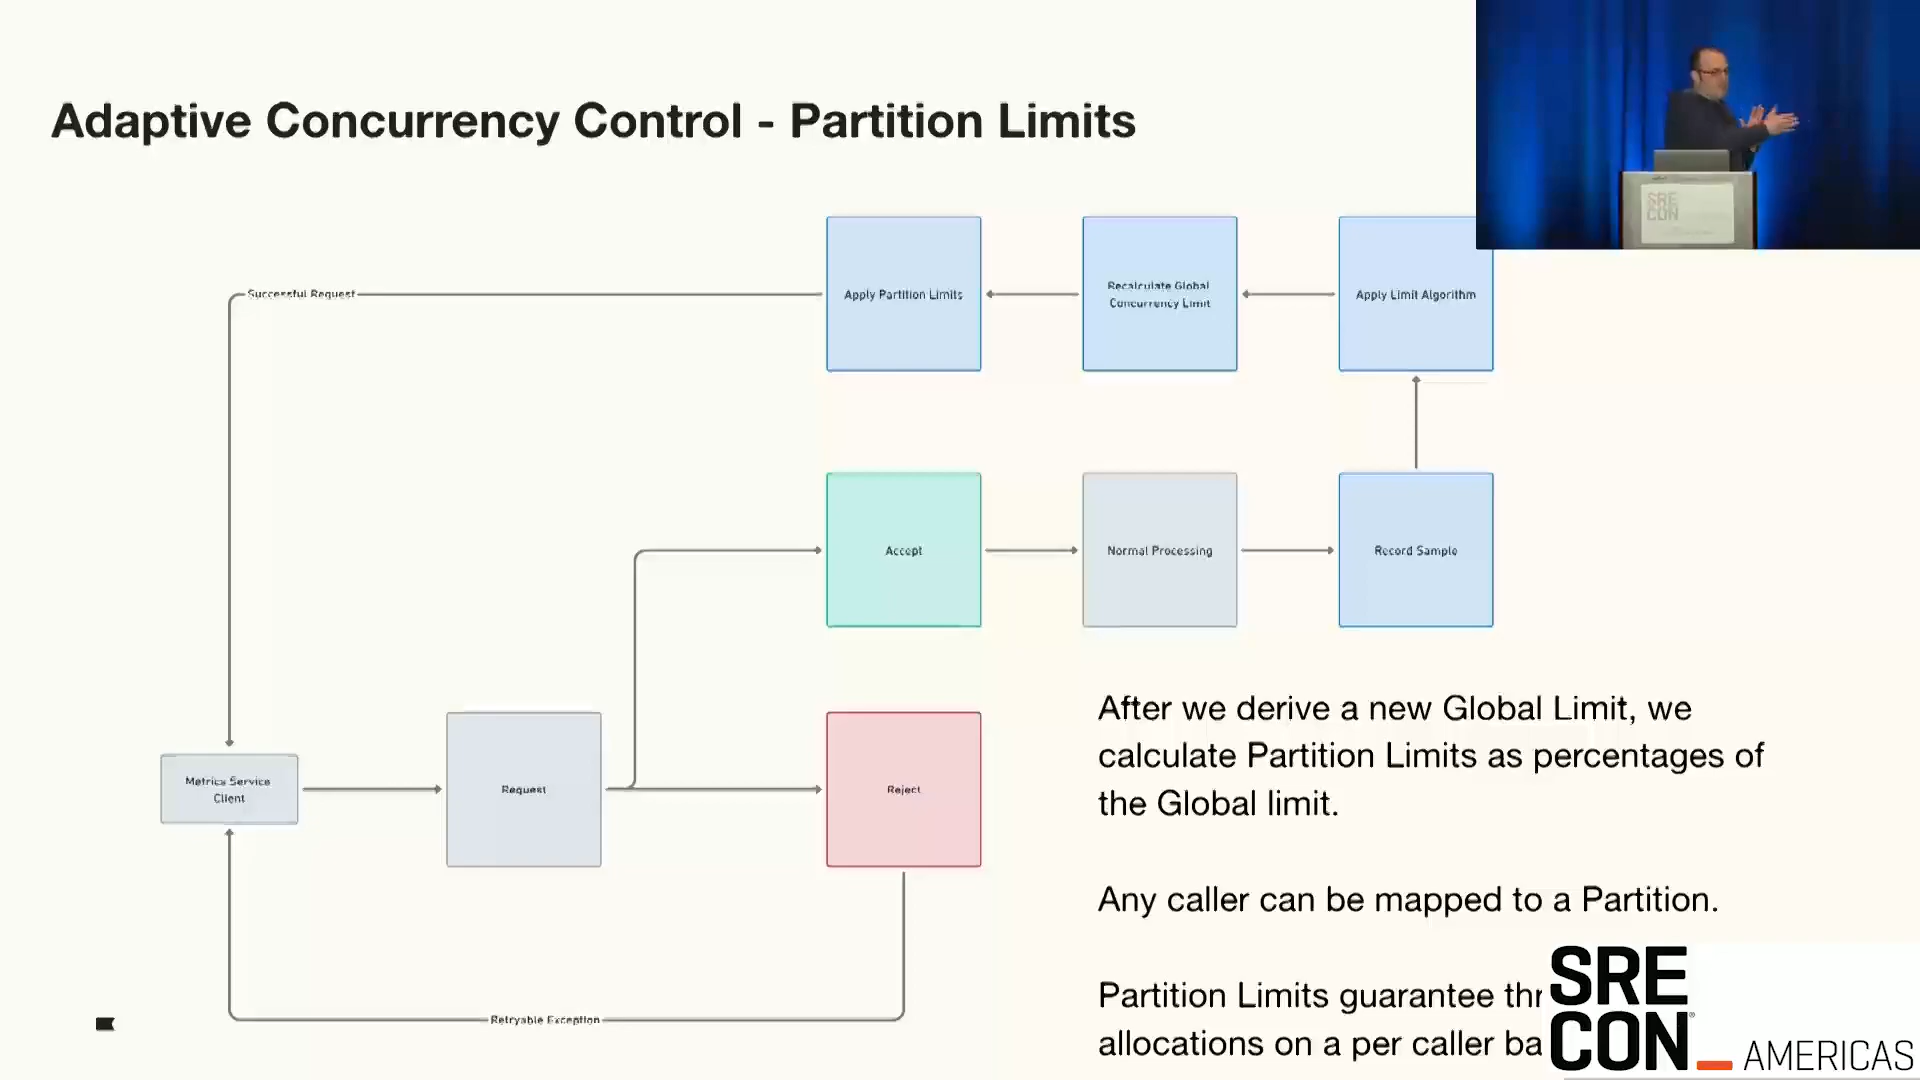 Adaptive Concurrency Control - Partition Limits
SRE
CON
Successful Request
Apply Partition Limits
Recalculate Global
Concurrency Limit
Apply Limit Algorithm
Accept
Normal Processing
Record Sample
Metrics Service
Client
Request
Reject
Retryable Exception
After we derive a new Global Limit, we
calculate Partition Limits as percentages of
the Global limit.
Any caller can be mapped to a Partition.
Partition Limits guarantee thr
allocations on a per caller ba
SRE
CON
AMERICAS